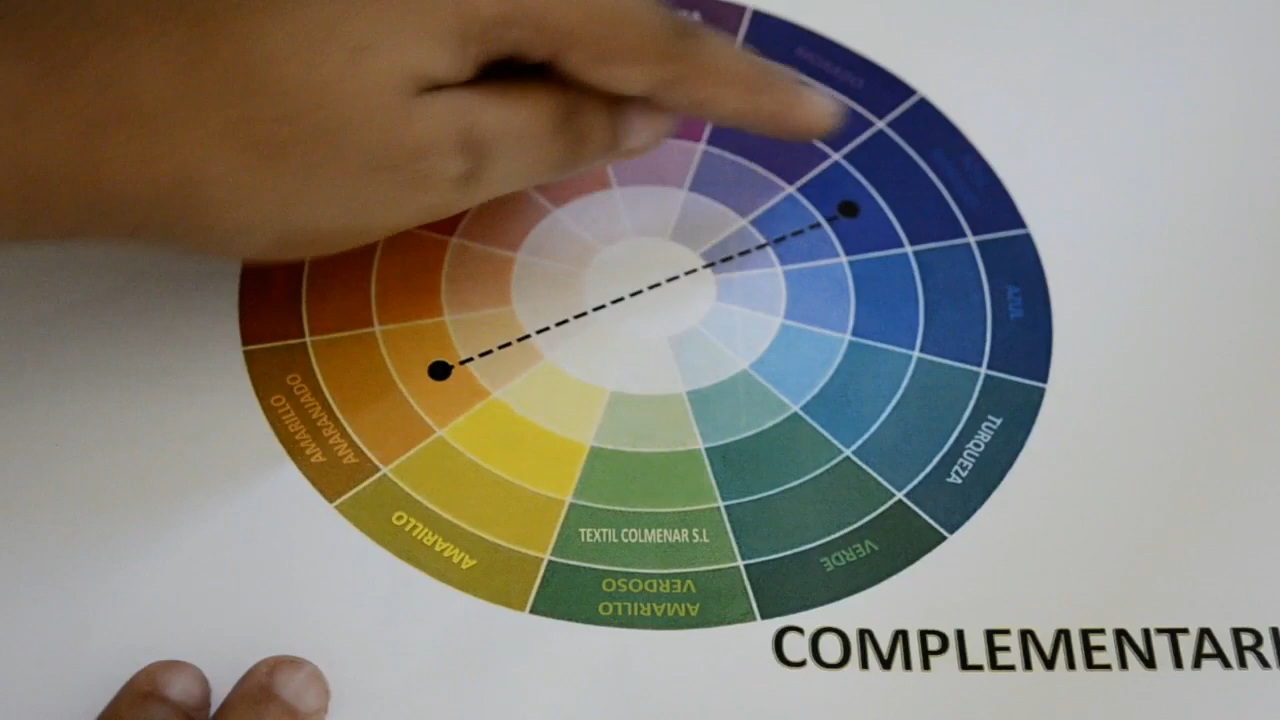 AZUL
TURQUEZA
VERDE
TEXTIL COLMENAR S.L
AMARILLO
VERDOSO
AMARILLO
AMARILLO
ANARANJADO
COMPLEMENTARI